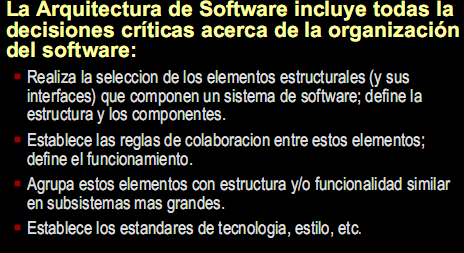 La Arquitectura de Software incluye todas la
decisiones críticas acerca de la organización
del software:
Realiza la seleccion de los elementos estructurales (y sus
interfaces) que componen un sistema de software; define la
estructura y los componentes.
Establece las reglas de colaboracion entre estos elementos;
define el funcionamiento.
Agrupa estos elementos con estructura y/o funcionalidad similar
en subsistemas mas grandes.
Establece los estandares de tecnologia, estilo, etc.